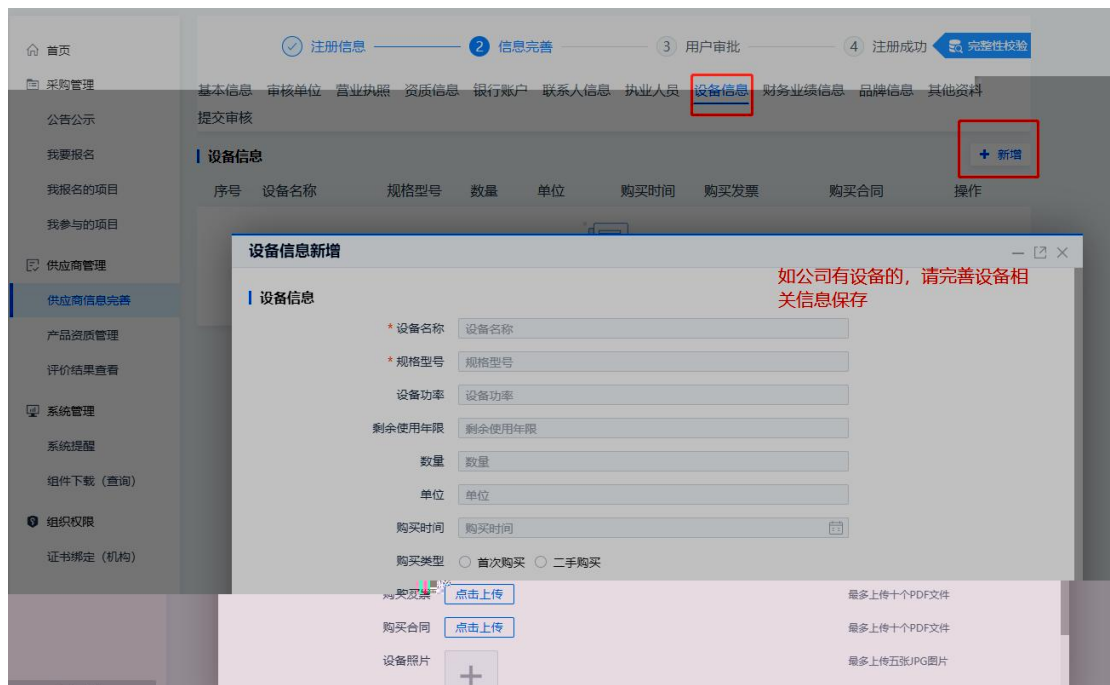 首页
注册信息
2 信息完善
3 用户审批
4 注册成功
完整性校验
采购管理
基本信息 审核单位 营业执照 资质信息 银行账户 联系人信息 执业人员 设备信息 财务业绩信息 品牌信息 其他资料
公告公示
提交审核
我要报名
设备信息
+ 新增
我报名的项目
序号 设备名称 规格型号 数量 单位 购买时间 购买发票 购买合同 操作
我参与的项目
设备信息新增
供应商管理
如公司有设备的，请完善设备相
关信息保存
供应商信息完善
设备信息
* 设备名称 设备名称
产品资质管理
* 规格型号 规格型号
评价结果查看
设备功率 设备功率
系统管理
剩余使用年限 剩余使用年限
系统提醒
数量 数量
组件下载（查询）
单位 单位
组织权限
购买时间 购买时间
证书绑定（机构）
购买类型 首次购买 二手购买
购买发票 点击上传 最多上传十个PDF文件
购买合同 点击上传 最多上传十个PDF文件
设备照片 最多上传五张JPG图片